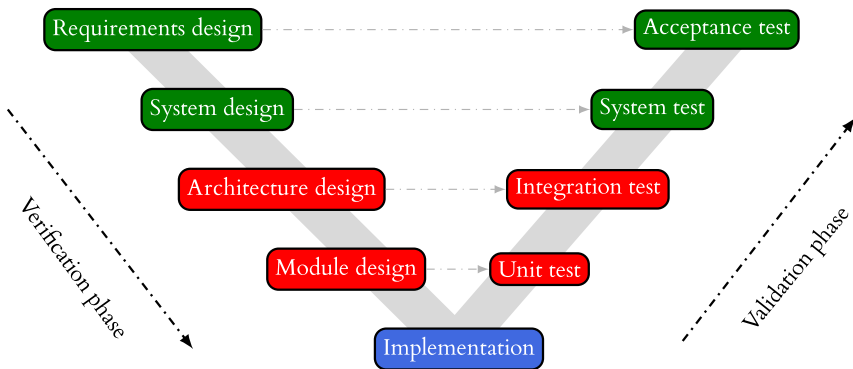 Requirements design
Acceptance test
System design
System test
Architecture design
Integration test
Module design
Unit test
Implementation
Verification phase
Validation phase